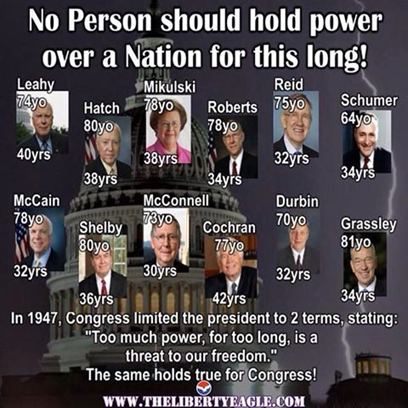 No Person should hold power
over a Nation for this long!
Leahy
74yo
40yrs
Hatch
80yo
38yrs
Mikulski
78yo
38yrs
Roberts
78yo
34yrs
Reid
75yo
32yrs
Schumer
64yo
34yrs
McCain
78yo
32yrs
Shelby
80yo
36yrs
McConnell
73yo
30yrs
Cochran
77yo
42yrs
Durbin
70yo
32yrs
Grassley
81yo
34yrs
In 1947, Congress limited the president to 2 terms, stating:
"Too much power, for too long, is a
threat to our freedom."
The same holds true for Congress!
WWW.THELIBERTYEAGLE.COM